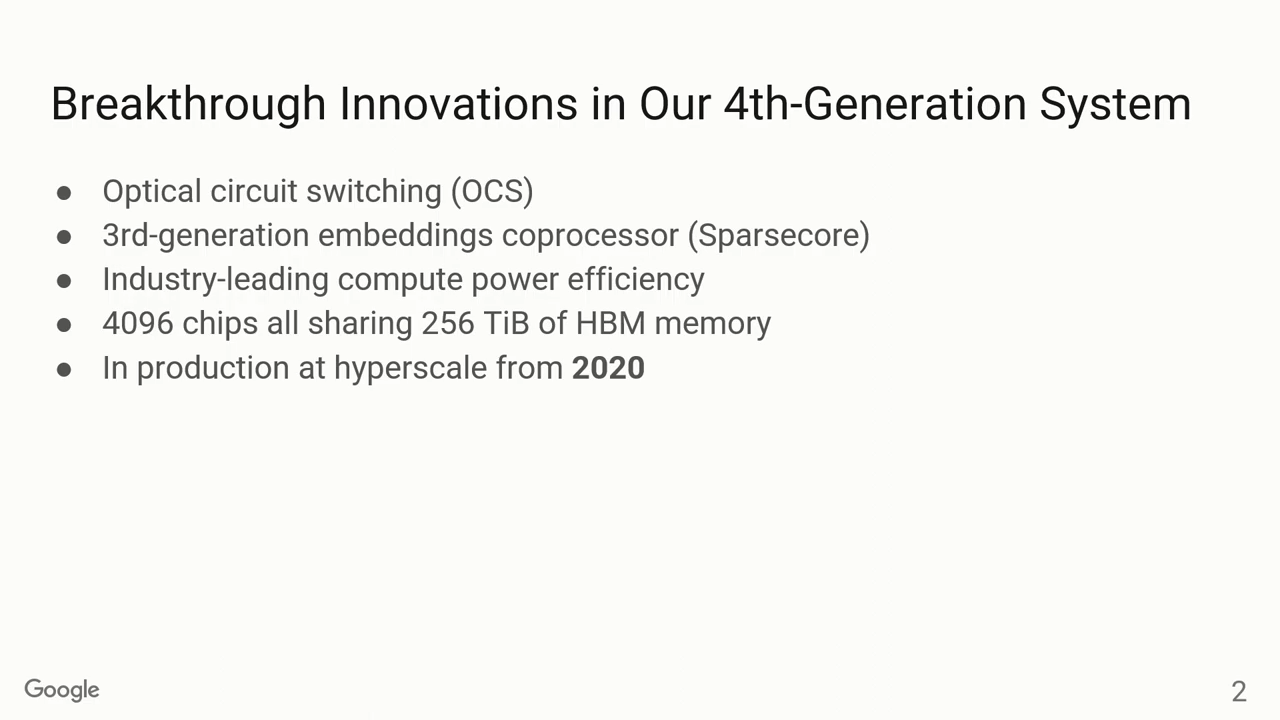 Breakthrough Innovations in Our 4th-Generation System
● Optical circuit switching (OCS)
● 3rd-generation embeddings coprocessor (Sparsecore)
● Industry-leading compute power efficiency
● 4096 chips all sharing 256 TiB of HBM memory
● In production at hyperscale from 2020
Google
2